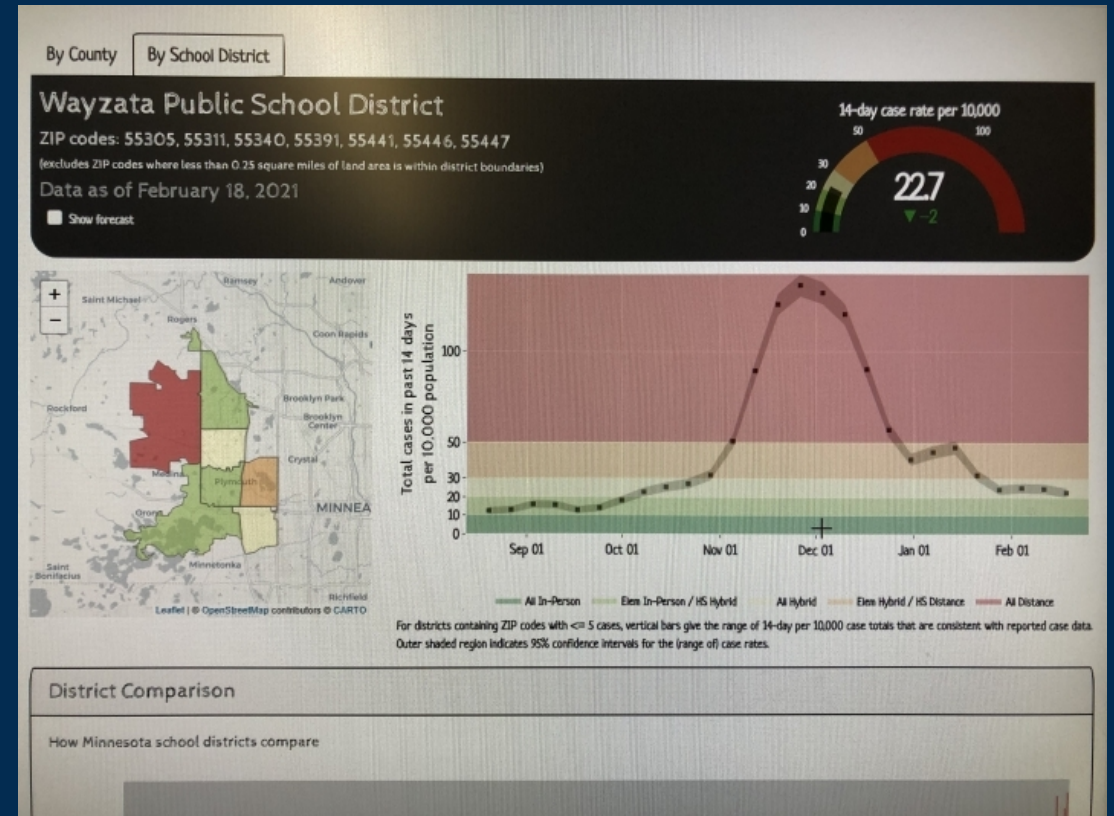 By County
By School District
Wayzata Public School District
ZIP codes: 55305, 55311, 55340, 55391, 55441, 55446, 55447
(excludes ZIP codes where less than 0.25 square miles of land area is within district boundaries)
Data as of February 18, 2021
Show forecast
14-day case rate per 10,000
50
100
30
20
10
0
22.7
▼ -2
+
−
Ramsey
Andover
Saint Michael
Rogers
Coon Rapids
Rockford
Brooklyn Park
Brooklyn
Center
Crystal
Medina
Plymouth
MINNEA
Orono
Minnetonka
Saint
Bonifacius
Richfield
Leaflet | © OpenStreetMap contributors © CARTO
Total cases in past 14 days
per 10,000 population
100
50
30
20
10
0
Sep 01
Oct 01
Nov 01
Dec 01
Jan 01
Feb 01
All In-Person
Elem In-Person / HS Hybrid
All Hybrid
Elem Hybrid / HS Distance
All Distance
For districts containing ZIP codes with <= 5 cases, vertical bars give the range of 14-day per 10,000 case totals that are consistent with reported case data.
Outer shaded region indicates 95% confidence intervals for the (range of) case rates.
District Comparison
How Minnesota school districts compare